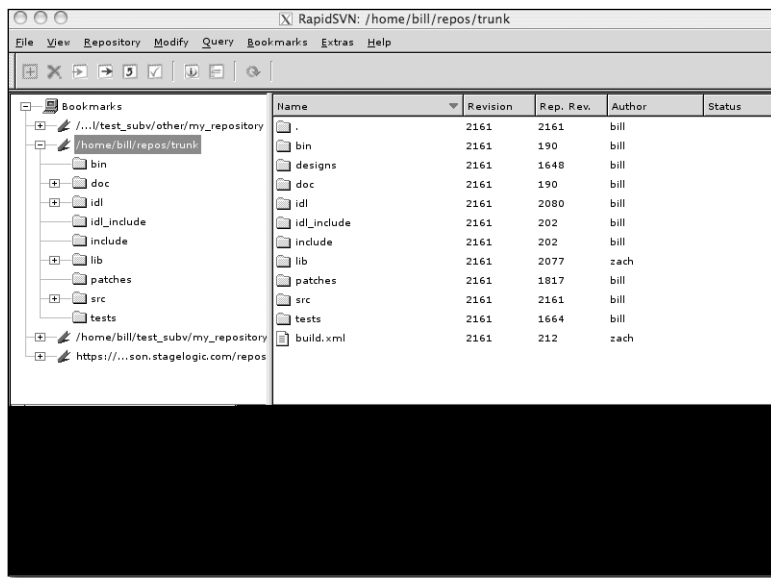 RapidSVN: /home/bill/repos/trunk
File View Repository Modify Query Bookmarks Extras Help
Bookmarks
/...l/test_subv/other/my_repository
/home/bill/repos/trunk
bin
doc
idl
idl_include
include
lib
patches
src
tests
/home/bill/test_subv/my_repository
https://...son.stagelogic.com/repos
Name Revision Rep. Rev. Author Status
. 2161 2161 bill
bin 2161 190 bill
designs 2161 1648 bill
doc 2161 190 bill
idl 2161 2080 bill
idl_include 2161 202 bill
include 2161 202 bill
lib 2161 2077 zach
patches 2161 1817 bill
src 2161 2161 bill
tests 2161 1664 bill
build.xml 2161 212 zach